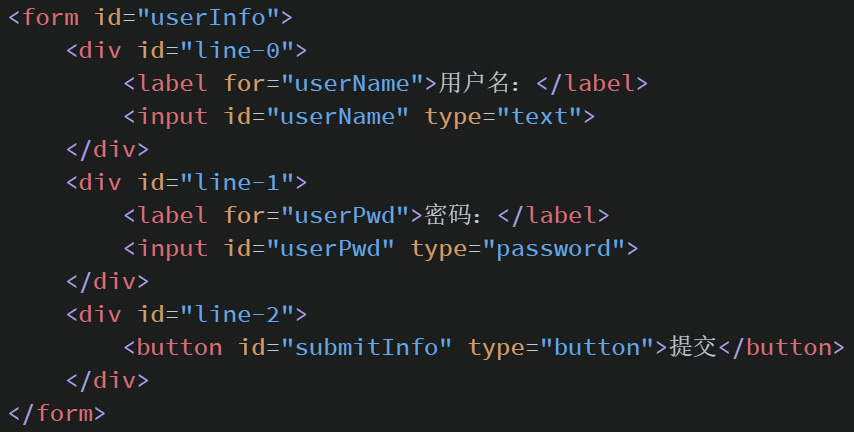 <form id="userInfo">
    <div id="line-0">
        <label for="userName">用户名：</label>
        <input id="userName" type="text">
    </div>
    <div id="line-1">
        <label for="userPwd">密码：</label>
        <input id="userPwd" type="password">
    </div>
    <div id="line-2">
        <button id="submitInfo" type="button">提交</button>
    </div>
</form>